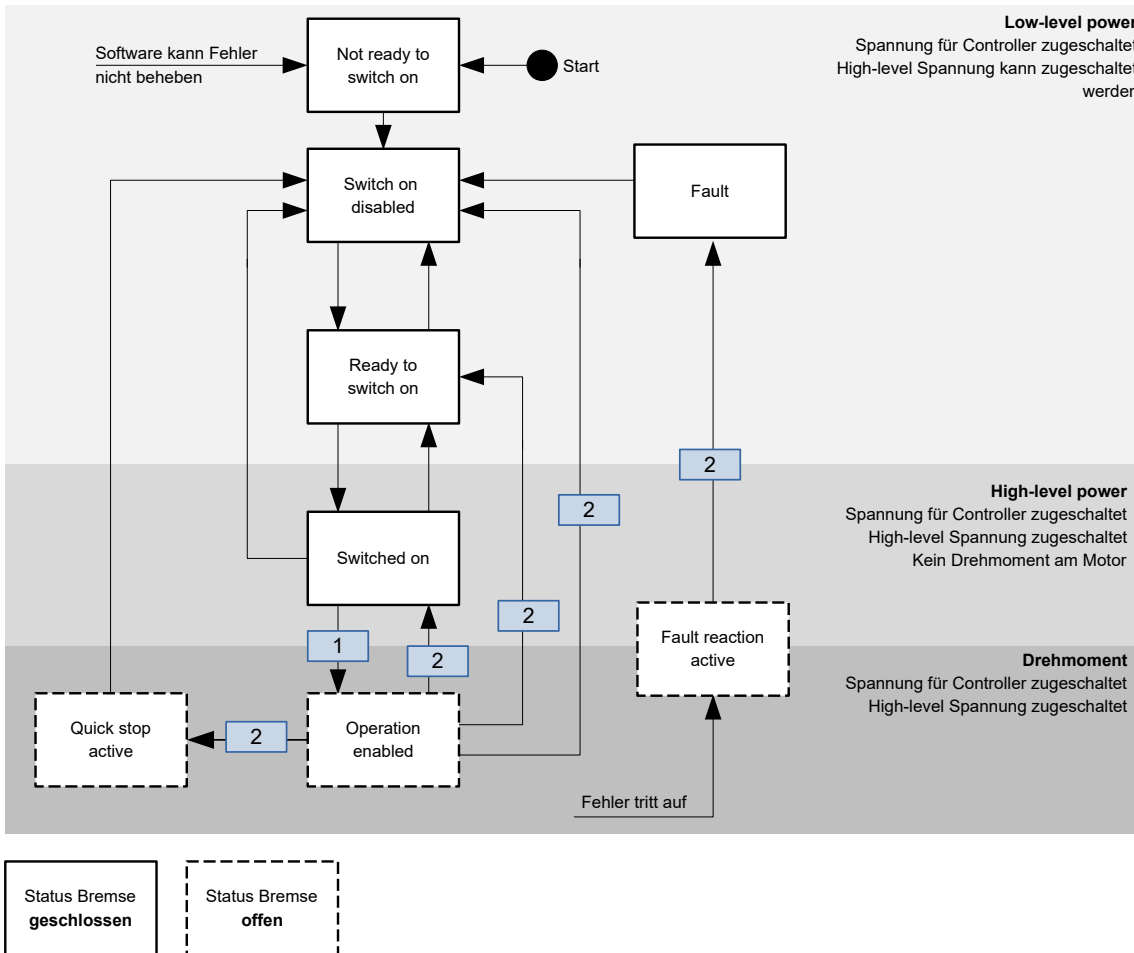 Low-level power
Spannung für Controller zugeschaltet
High-level Spannung kann zugeschaltet
werden
Software kann Fehler
nicht beheben
Not ready to
switch on
Start
Switch on
disabled
Fault
Ready to
switch on
2
High-level power
Spannung für Controller zugeschaltet
High-level Spannung zugeschaltet
Kein Drehmoment am Motor
2
Switched on
2
1
2
Fault reaction
active
Drehmoment
Spannung für Controller zugeschaltet
High-level Spannung zugeschaltet
Quick stop
active
2
Operation
enabled
Fehler tritt auf
Status Bremse
geschlossen
Status Bremse
offen